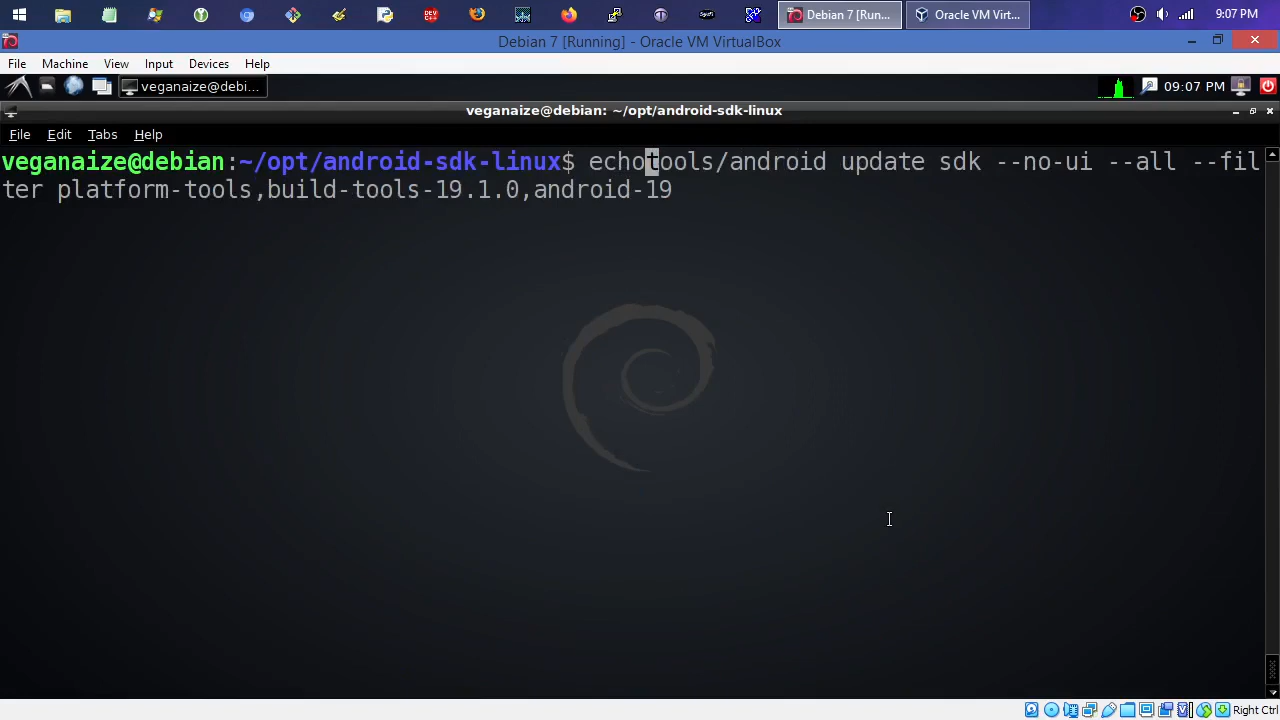 Debian 7 [Run...
Oracle VM Virt...
9:07 PM
Debian 7 [Running] - Oracle VM VirtualBox
File Machine View Input Devices Help
veganaize@debi...
09:07 PM
veganaize@debian: ~/opt/android-sdk-linux
File Edit Tabs Help
veganaize@debian:~/opt/android-sdk-linux$ echotools/android update sdk --no-ui --all --fil
ter platform-tools,build-tools-19.1.0,android-19
Right Ctrl